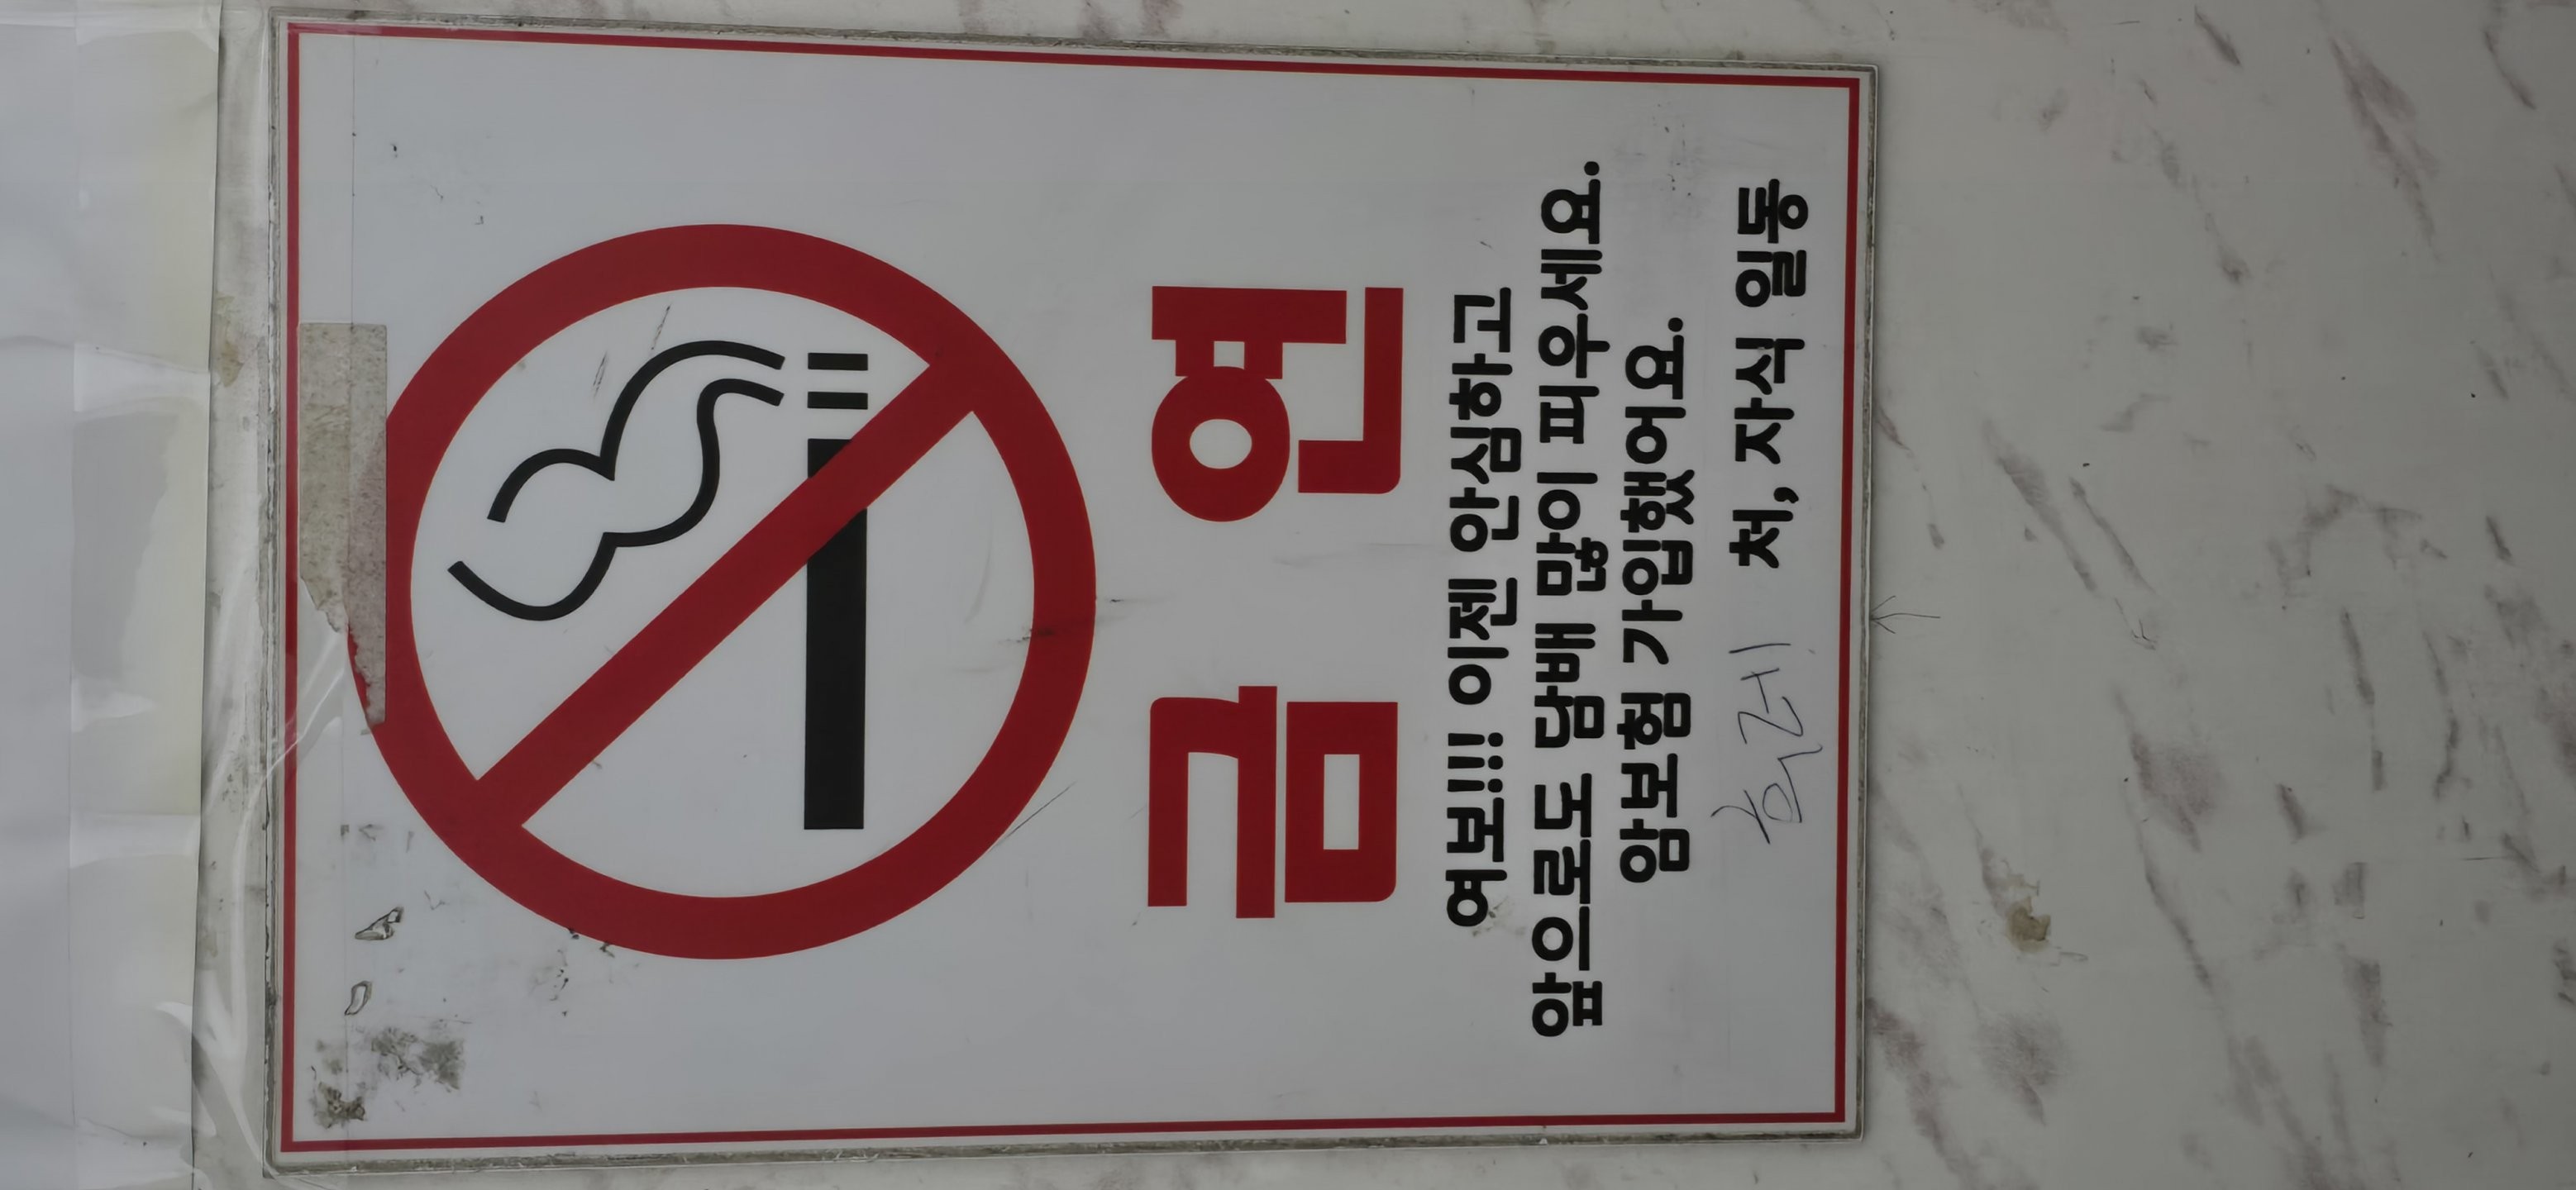 금 연
여보!!! 이젠 안심하고
앞으로도 담배 많이 피우세요.
암보험 가입했어요.
처, 자식 일동